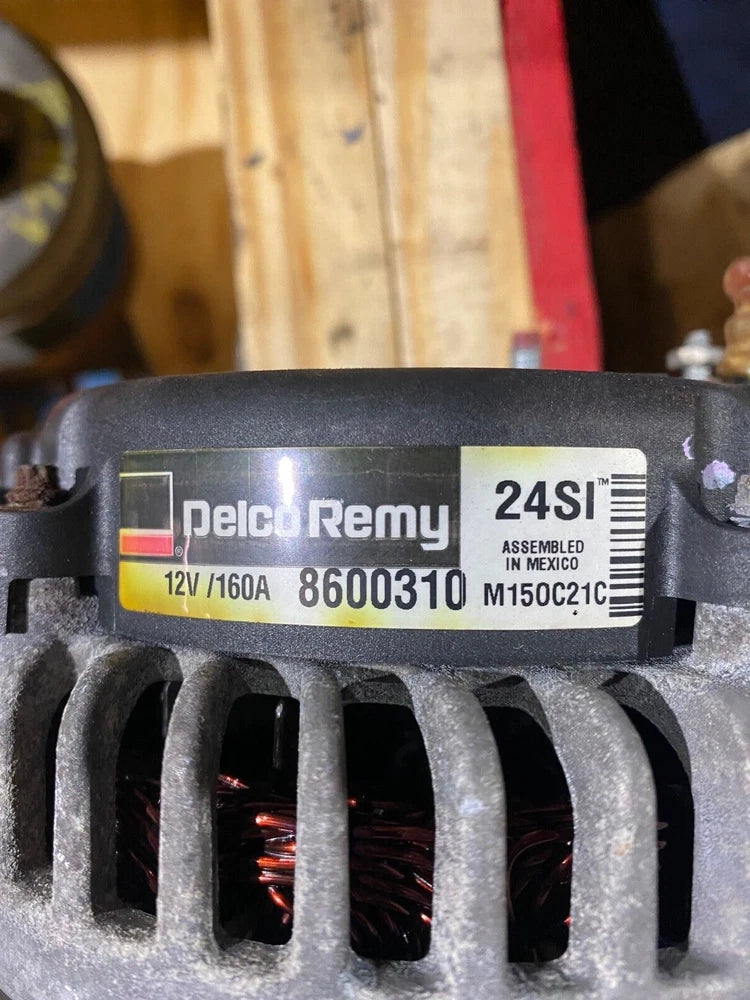 Delco Remy
®
12V /160A 8600310
24SI™
ASSEMBLED
IN MEXICO
M150C21C